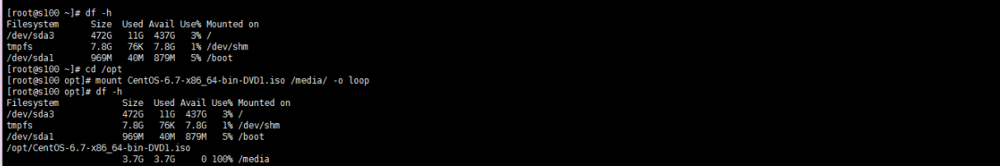 [root@s100 ~]# df -h
Filesystem      Size  Used Avail Use% Mounted on
/dev/sda3       472G   11G  437G   3% /
tmpfs           7.8G   76K  7.8G   1% /dev/shm
/dev/sda1       969M   40M  879M   5% /boot
[root@s100 ~]# cd /opt
[root@s100 opt]# mount CentOS-6.7-x86_64-bin-DVD1.iso /media/ -o loop
[root@s100 opt]# df -h
Filesystem            Size  Used Avail Use% Mounted on
/dev/sda3             472G   11G  437G   3% /
tmpfs                 7.8G   76K  7.8G   1% /dev/shm
/dev/sda1             969M   40M  879M   5% /boot
/opt/CentOS-6.7-x86_64-bin-DVD1.iso
                      3.7G  3.7G     0 100% /media